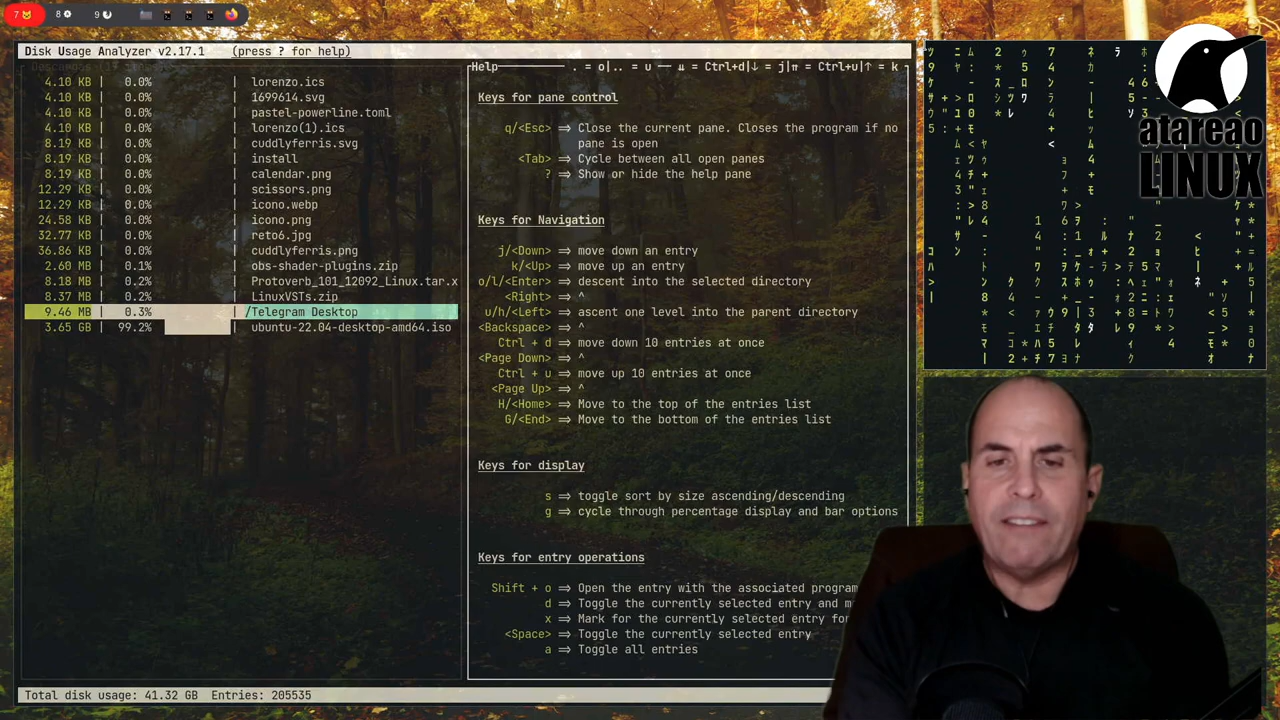 7 8 9
Disk Usage Analyzer v2.17.1 (press ? for help)
4.10 KB | 0.0% | lorenzo.ics
4.10 KB | 0.0% | 1699614.svg
4.10 KB | 0.0% | pastel-powerline.toml
4.10 KB | 0.0% | lorenzo(1).ics
8.19 KB | 0.0% | cuddlyferris.svg
8.19 KB | 0.0% | install
8.19 KB | 0.0% | calendar.png
12.29 KB | 0.0% | scissors.png
12.29 KB | 0.0% | icono.webp
24.58 KB | 0.0% | icono.png
32.77 KB | 0.0% | reto6.jpg
36.86 KB | 0.0% | cuddlyferris.png
2.60 MB | 0.1% | obs-shader-plugins.zip
8.18 MB | 0.2% | Protoverb_101_12092_Linux.tar.x
8.37 MB | 0.2% | LinuxVSTs.zip
9.46 MB | 0.3% | /Telegram Desktop
3.65 GB | 99.2% | ubuntu-22.04-desktop-amd64.iso
Total disk usage: 41.32 GB Entries: 205535
Help . = o|.. = u ── ⇊ = Ctrl+d|↓ = j|⇈ = Ctrl+u|↑ = k
Keys for pane control
q/<Esc> => Close the current pane. Closes the program if no
pane is open
<Tab> => Cycle between all open panes
? => Show or hide the help pane
Keys for Navigation
j/<Down> => move down an entry
k/<Up> => move up an entry
o/l/<Enter> => descent into the selected directory
<Right> => ^
u/h/<Left> => ascent one level into the parent directory
<Backspace> => ^
Ctrl + d => move down 10 entries at once
<Page Down> => ^
Ctrl + u => move up 10 entries at once
<Page Up> => ^
H/<Home> => Move to the top of the entries list
G/<End> => Move to the bottom of the entries list
Keys for display
s => toggle sort by size ascending/descending
g => cycle through percentage display and bar options
Keys for entry operations
Shift + o => Open the entry with the associated program
d => Toggle the currently selected entry and m
x => Mark for the currently selected entry for
<Space> => Toggle the currently selected entry
a => Toggle all entries
atareao
LINUX